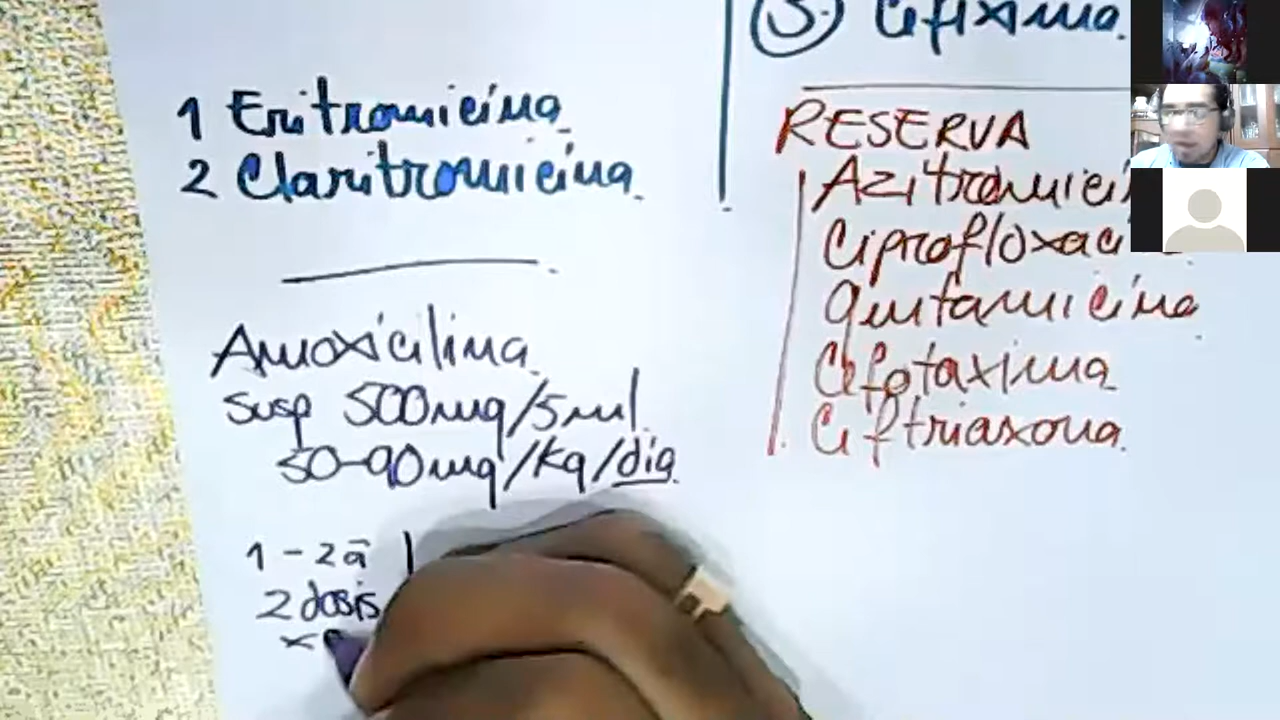 1 Eritromicina
2 Claritromicina
Amoxicilina
Susp 500mg/5ml
50-90mg/Kg/dia
1-2 a
2 dosis
3. Cefixima.
RESERVA
Azitromici
Ciprofloxaci
Gentamicina
Cefotaxima
Ceftriaxona.